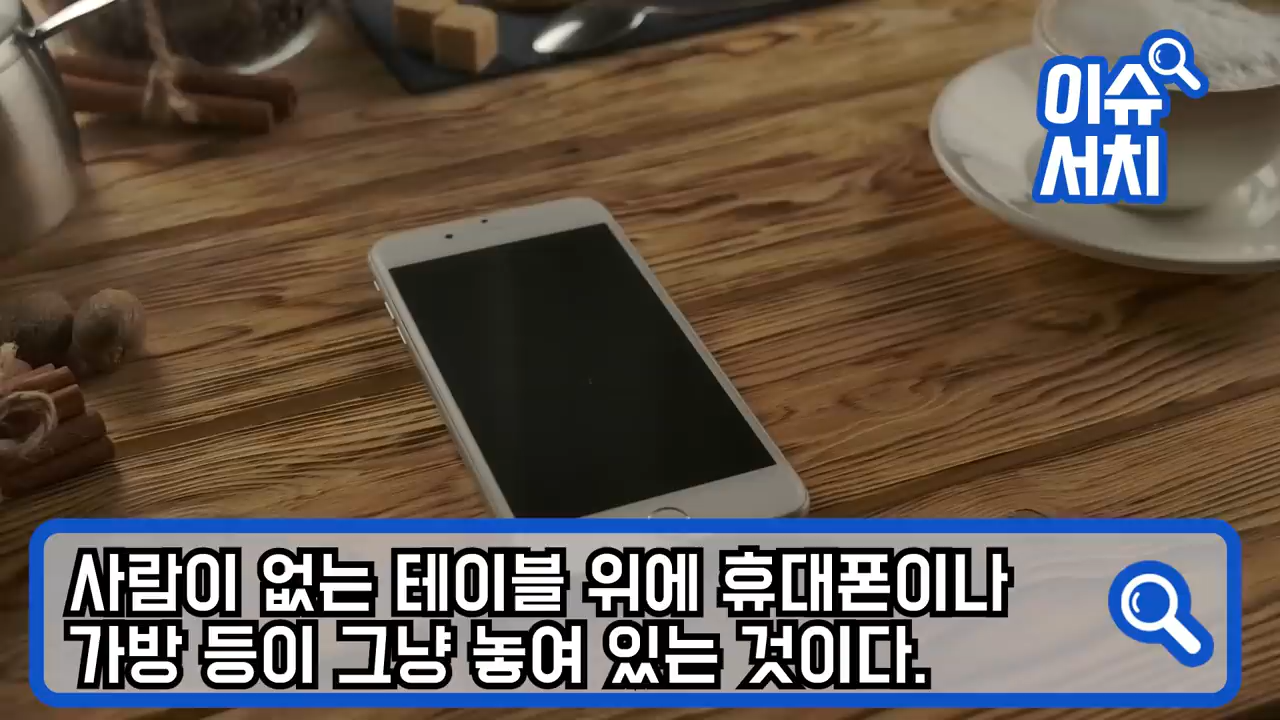 이슈
서치
사람이 없는 테이블 위에 휴대폰이나
가방 등이 그냥 놓여 있는 것이다.